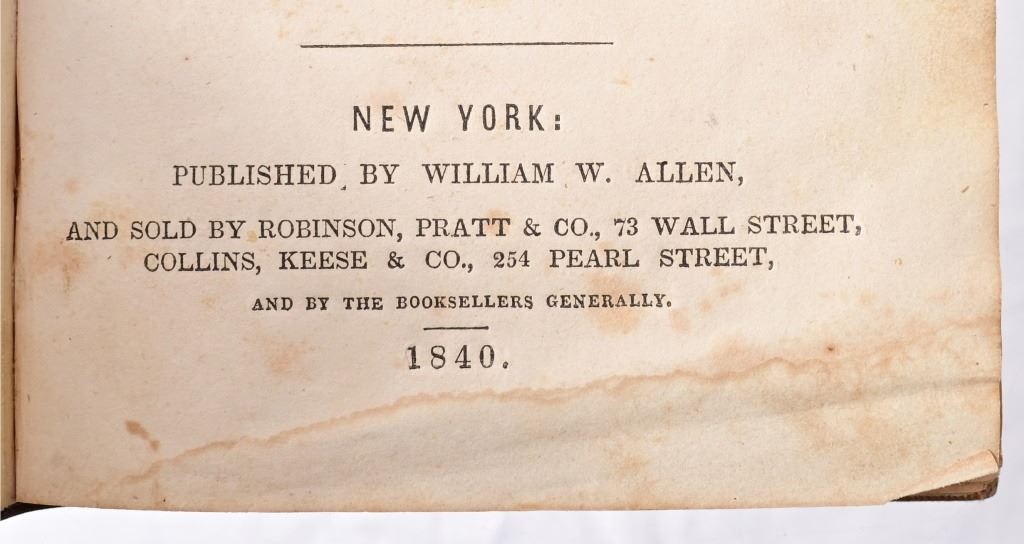 NEW YORK:
PUBLISHED BY WILLIAM W. ALLEN,
AND SOLD BY ROBINSON, PRATT & CO., 73 WALL STREET,
COLLINS, KEESE & CO., 254 PEARL STREET,
AND BY THE BOOKSELLERS GENERALLY.
1840.